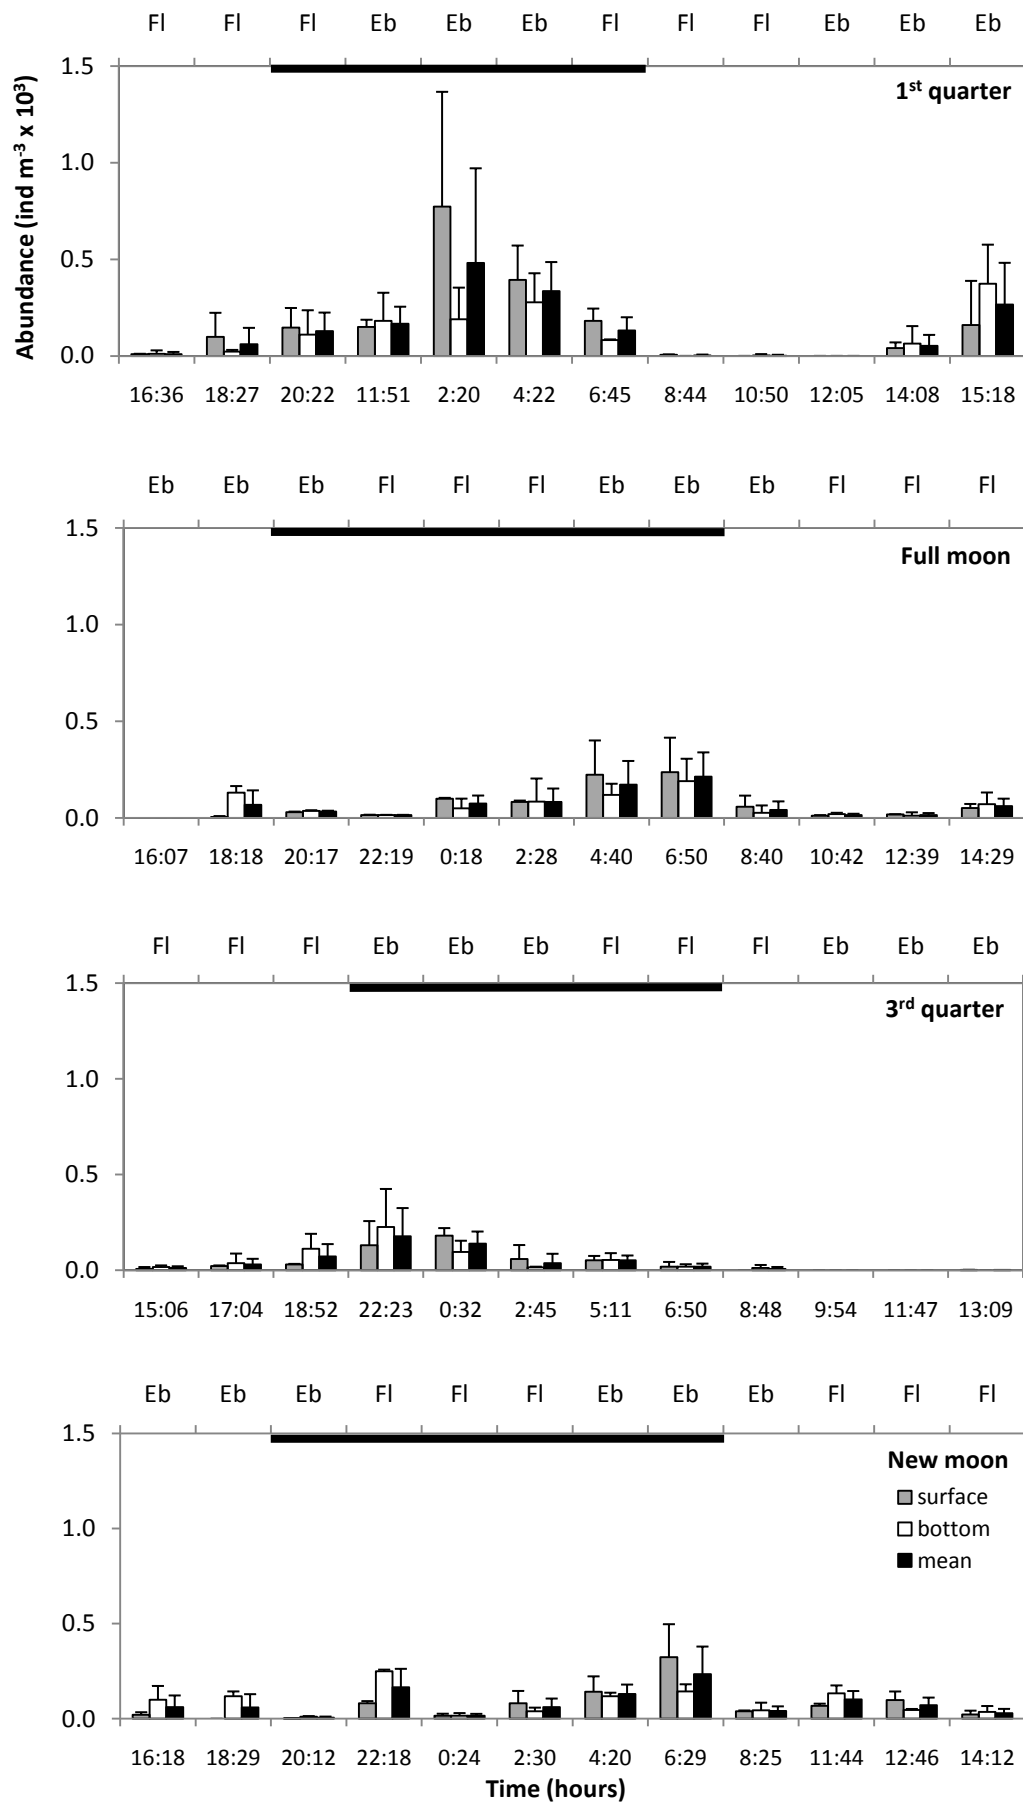 Fl Fl Fl Eb Eb Eb Fl Fl Fl Eb Eb Eb
Abundance (ind m⁻³ x 10³)
1.5
1st quarter
1.0
0.5
0.0
16:36 18:27 20:22 11:51 2:20 4:22 6:45 8:44 10:50 12:05 14:08 15:18
Eb Eb Eb Fl Fl Fl Eb Eb Eb Fl Fl Fl
1.5
Full moon
1.0
0.5
0.0
16:07 18:18 20:17 22:19 0:18 2:28 4:40 6:50 8:40 10:42 12:39 14:29
Fl Fl Fl Eb Eb Eb Fl Fl Fl Eb Eb Eb
1.5
3rd quarter
1.0
0.5
0.0
15:06 17:04 18:52 22:23 0:32 2:45 5:11 6:50 8:48 9:54 11:47 13:09
Eb Eb Eb Fl Fl Fl Eb Eb Eb Fl Fl Fl
1.5
New moon
surface
1.0
bottom
mean
0.5
0.0
16:18 18:29 20:12 22:18 0:24 2:30 4:20 6:29 8:25 11:44 12:46 14:12
Time (hours)